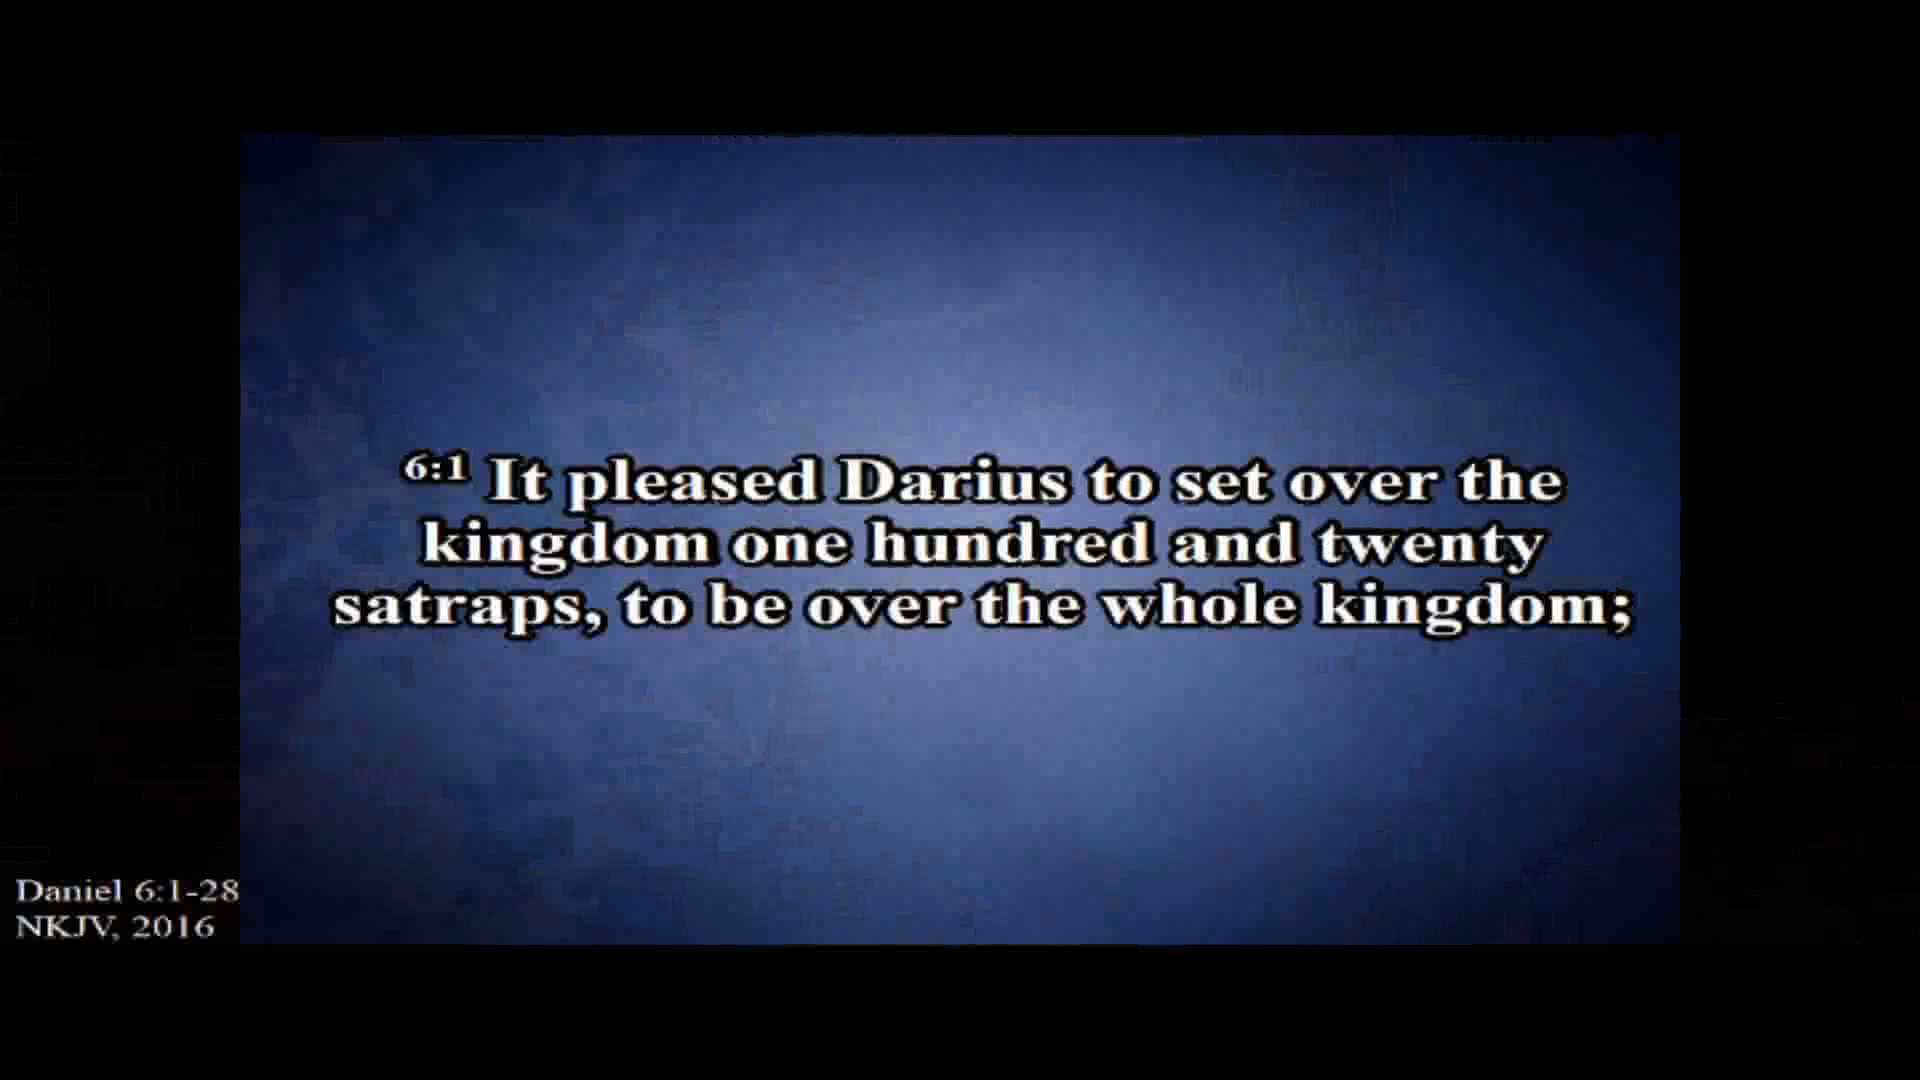 6:1 It pleased Darius to set over the
kingdom one hundred and twenty
satraps, to be over the whole kingdom;
Daniel 6:1-28
NKJV, 2016